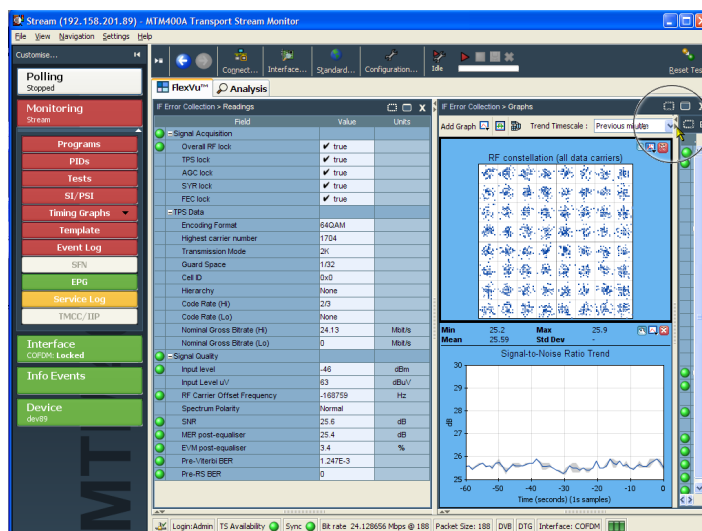 Stream (192.158.201.89) - MTM400A Transport Stream Monitor
File View Navigation Settings Help
Customise...
Polling
Stopped
Monitoring
Stream
Programs
PIDs
Tests
SI/PSI
Timing Graphs
Template
Event Log
SFN
EPG
Service Log
TMCC/IIP
Interface
COFDM: Locked
Info Events
Device
dev89
MTM
Connect... Interface... Standard... Configuration... Idle Reset Tes
FlexVu™ Analysis
IF Error Collection > Readings
Field Value Units
Signal Acquisition
Overall RF lock true
TPS lock true
AGC lock true
SYR lock true
FEC lock true
TPS Data
Encoding Format 64QAM
Highest carrier number 1704
Transmission Mode 2K
Guard Space 1/32
Cell ID 0x0
Hierarchy None
Code Rate (Hi) 2/3
Code Rate (Lo) None
Nominal Gross Bitrate (Hi) 24.13 Mbit/s
Nominal Gross Bitrate (Lo) 0 Mbit/s
Signal Quality
Input level -46 dBm
Input Level uV 63 dBuV
RF Carrier Offset Frequency -168759 Hz
Spectrum Polarity Normal
SNR 25.6 dB
MER post-equaliser 25.4 dB
EVM post-equaliser 3.4 %
Pre-Viterbi BER 1.247E-3
Pre-RS BER 0
IF Error Collection > Graphs
Add Graph Trend Timescale : Previous minute
RF constellation (all data carriers)
Min 25.2 Max 25.9
Mean 25.59 Std Dev -
Signal-to-Noise Ratio Trend
30
29
28
27
26
25
dB
-60 -50 -40 -30 -20 -10 0
Time (seconds) (1s samples)
Login:Admin TS Availability Sync Bit rate 24.128656 Mbps @ 188 Packet Size: 188 DVB DTG Interface: COFDM